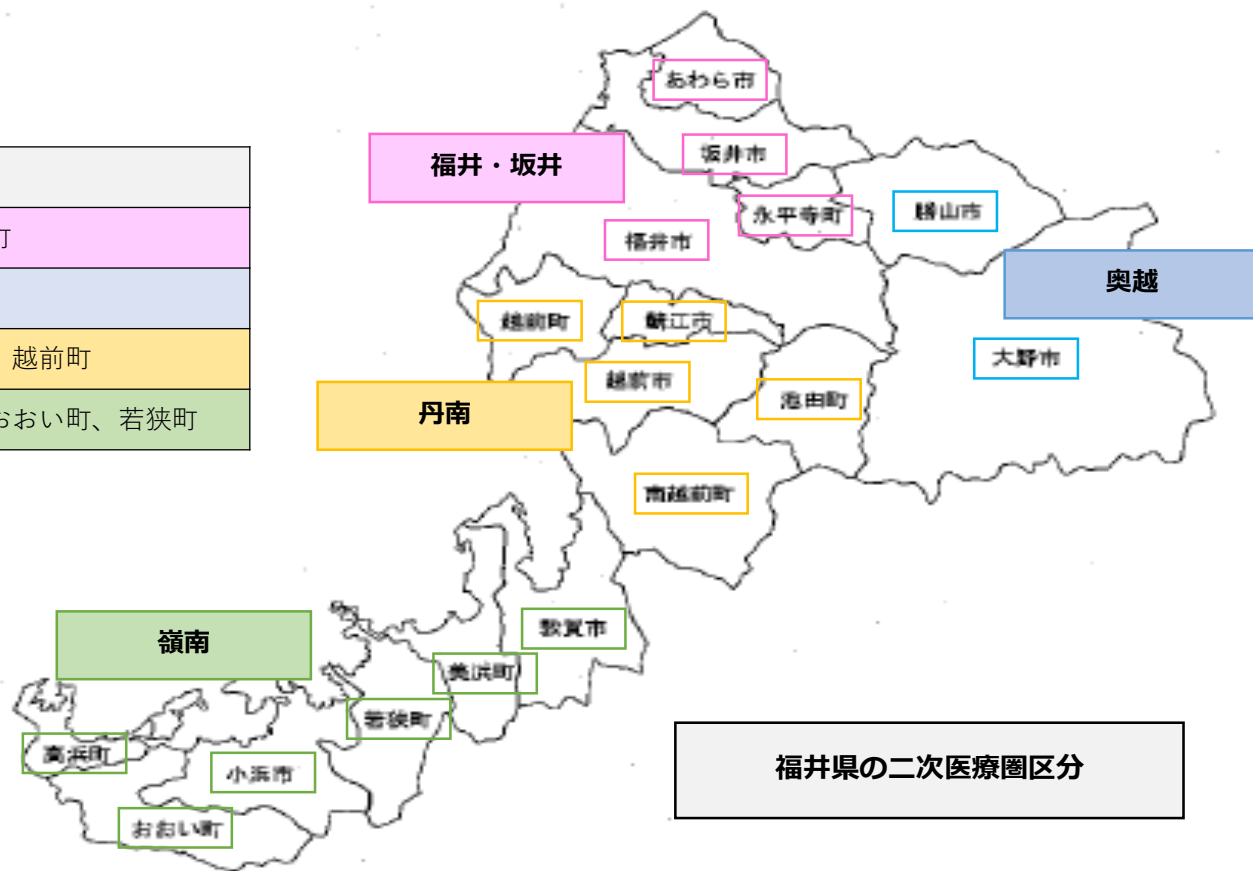 町
越前町
おおい町、若狭町
福井・坂井
奥越
丹南
嶺南
あわら市
坂井市
永平寺町
勝山市
福井市
越前町
鯖江市
越前市
池田町
大野市
南越前町
敦賀市
美浜町
若狭町
高浜町
小浜市
おおい町
福井県の二次医療圏区分